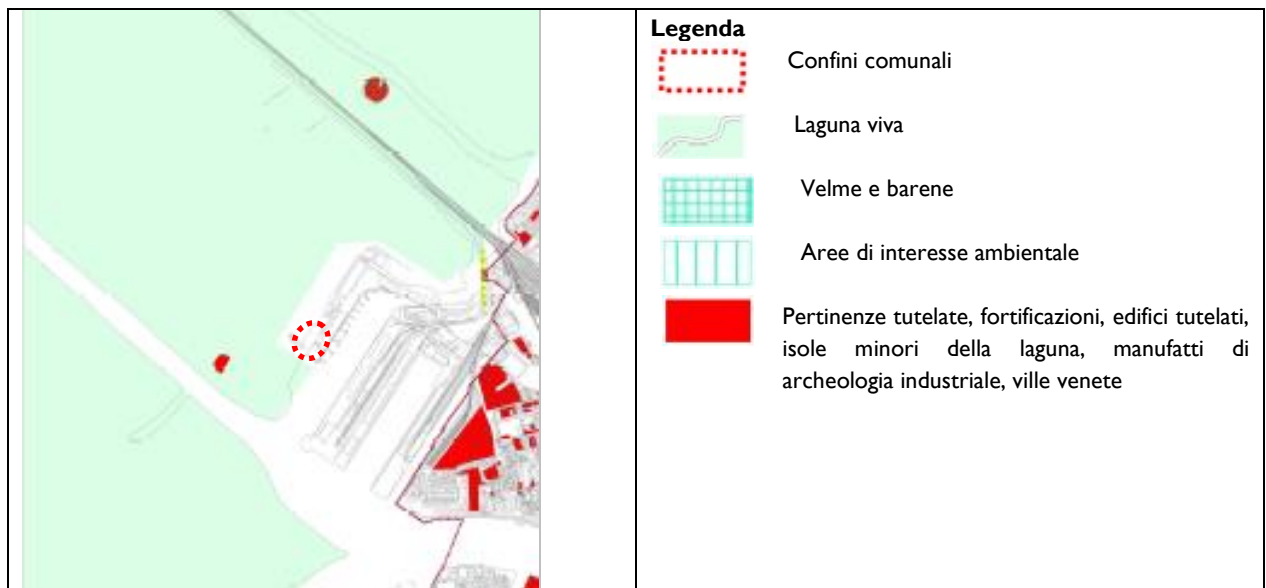 Legenda
Confini comunali
Laguna viva
Velme e barene
Aree di interesse ambientale
Pertinenze tutelate, fortificazioni, edifici tutelati,
isole minori della laguna, manufatti di
archeologia industriale, ville venete